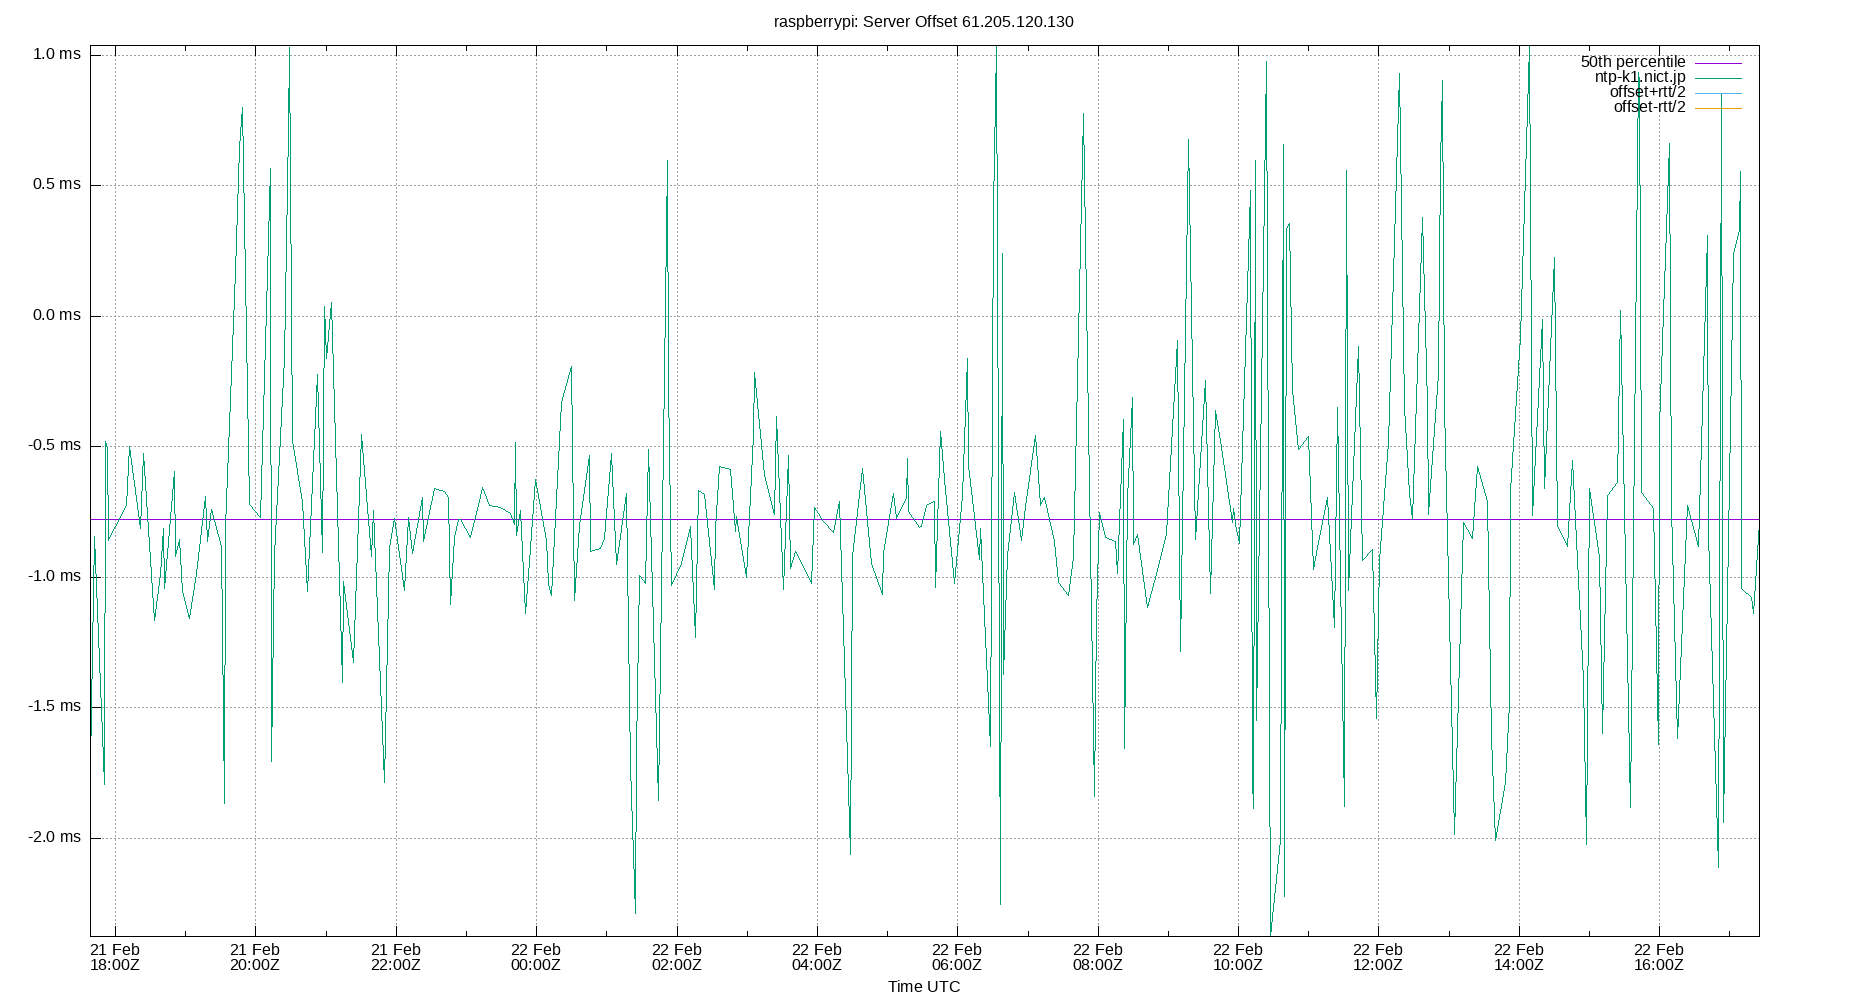 raspberrypi: Server Offset 61.205.120.130
1.0 ms
0.5 ms
0.0 ms
-0.5 ms
-1.0 ms
-1.5 ms
-2.0 ms
50th percentile
ntp-k1.nict.jp
offset+rtt/2
offset-rtt/2
21 Feb 21 Feb 21 Feb 22 Feb 22 Feb 22 Feb 22 Feb 22 Feb 22 Feb 22 Feb 22 Feb 22 Feb
18:00Z 20:00Z 22:00Z 00:00Z 02:00Z 04:00Z 06:00Z 08:00Z 10:00Z 12:00Z 14:00Z 16:00Z
Time UTC